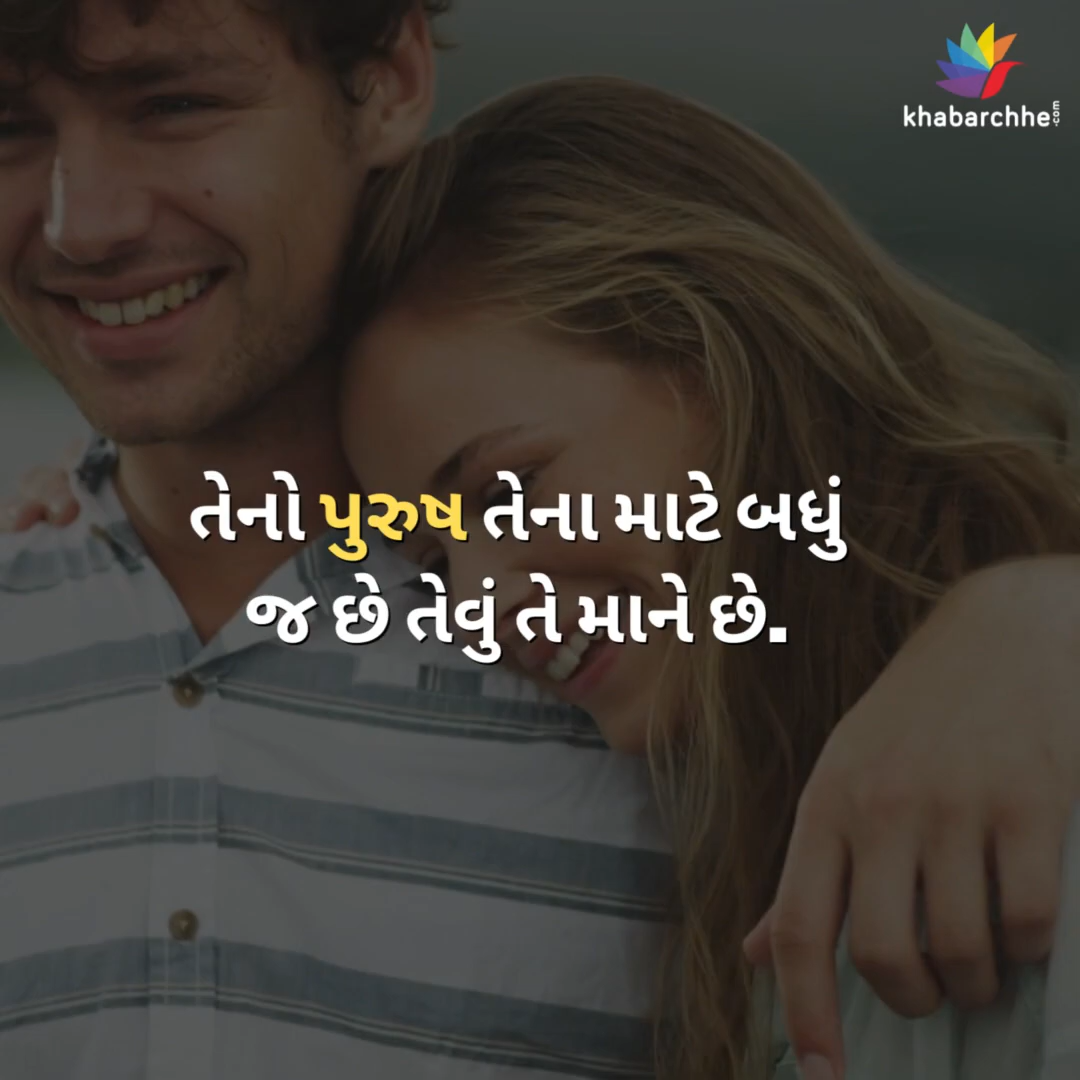 khabarchhe.com
તેનો પુરુષ તેના માટે બધું
જ છે તેવું તે માને છે.